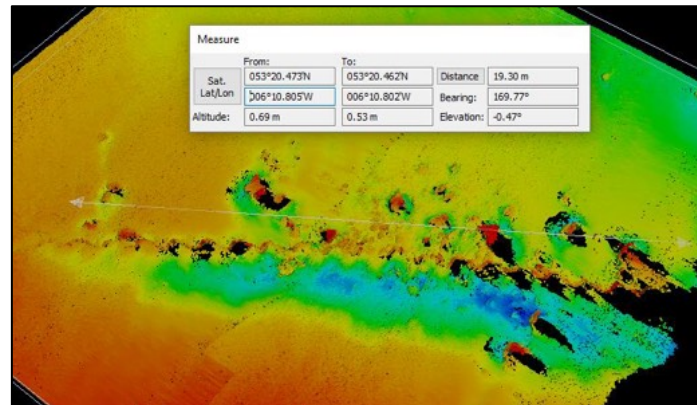 Measure
From: To:
Sat. Lat/Lon 053°20.473'N 053°20.462'N Distance 19.30 m
006°10.805'W 006°10.802'W Bearing: 169.77°
Altitude: 0.69 m 0.53 m Elevation: -0.47°